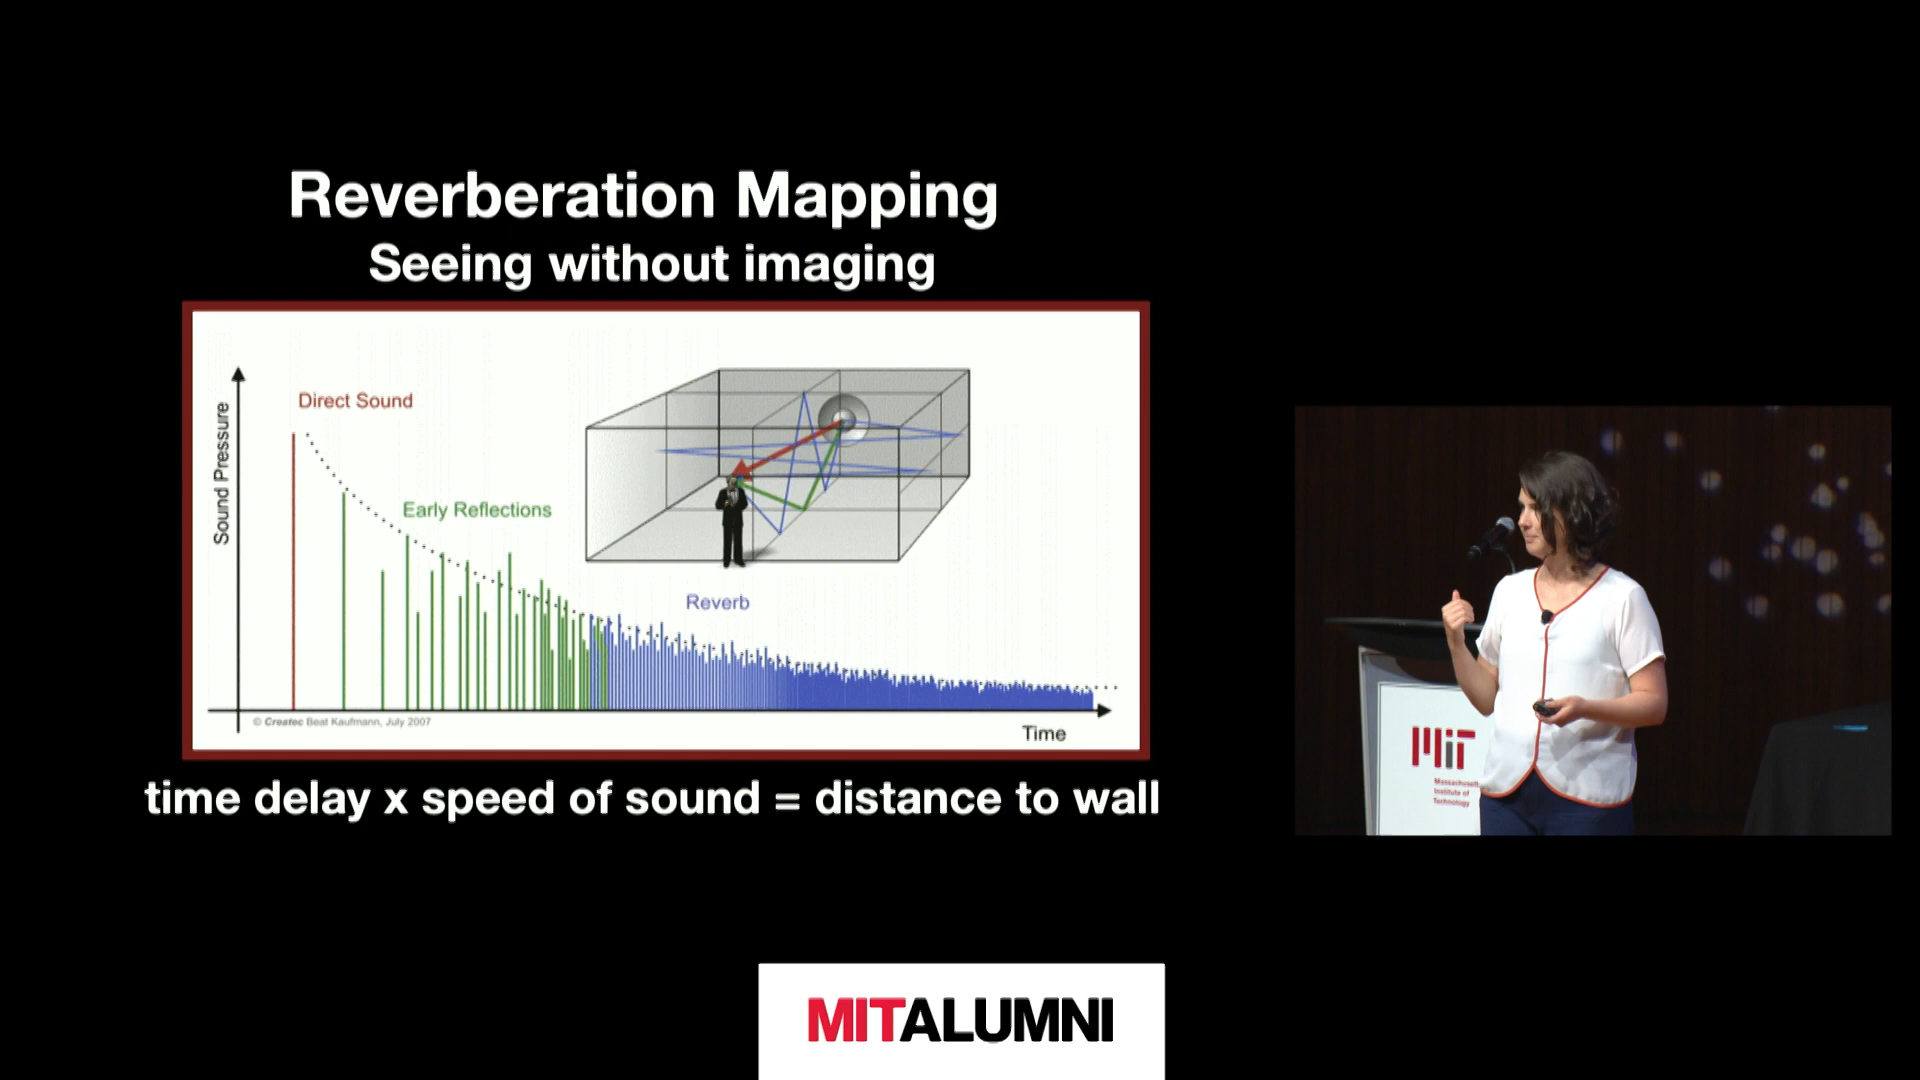 Reverberation Mapping
Seeing without imaging
Direct Sound
Sound Pressure
Early Reflections
Reverb
© Createc Beat Kaufmann, July 2007
Time
time delay x speed of sound = distance to wall
MIT
Massachusetts
Institute of
Technology
MITALUMNI